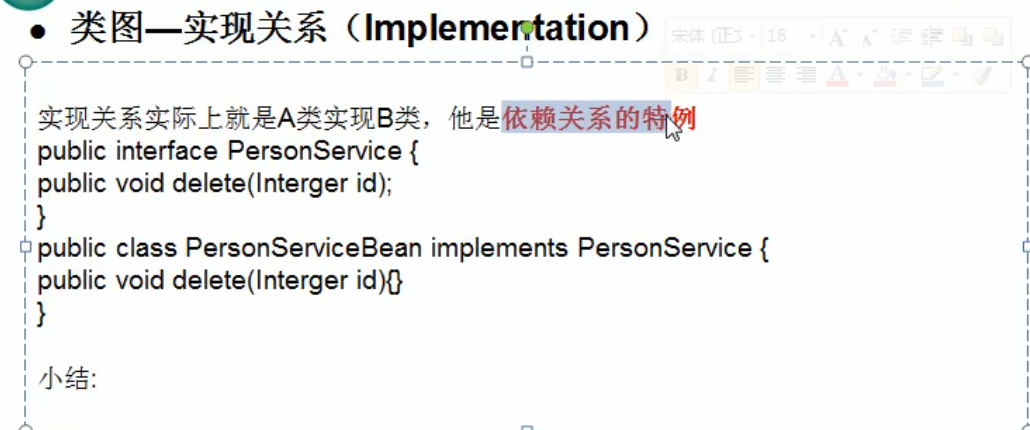 ● 类图—实现关系（Implementation）
宋体 (正文 18
实现关系实际上就是A类实现B类，他是依赖关系的特例
public interface PersonService {
public void delete(Interger id);
}
public class PersonServiceBean implements PersonService {
public void delete(Interger id){}
}
小结: